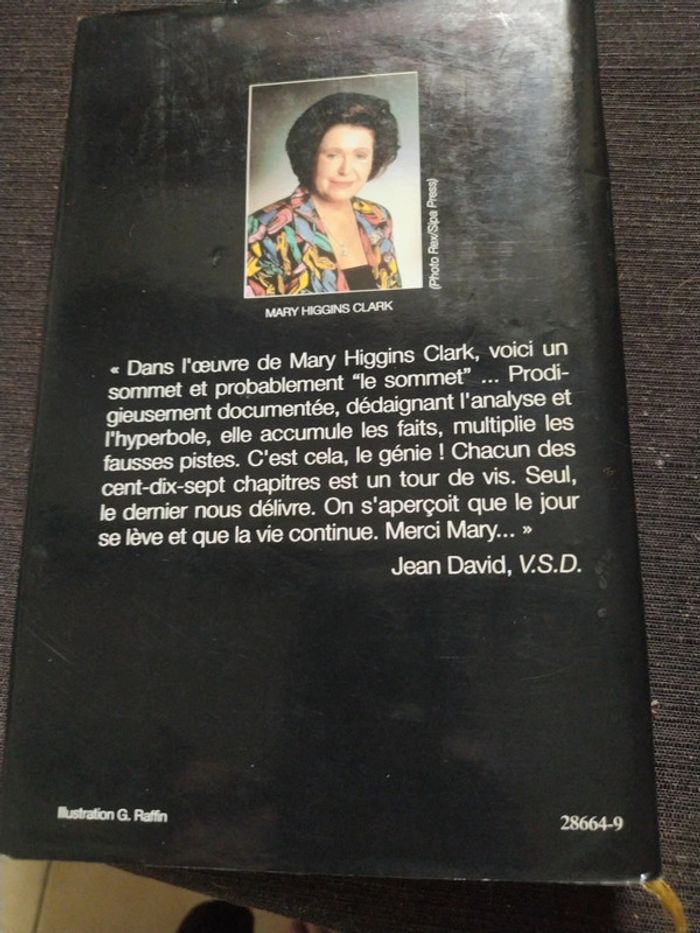 (Photo Rex/Sipa Press)
MARY HIGGINS CLARK
« Dans l'œuvre de Mary Higgins Clark, voici un
sommet et probablement "le sommet" ... Prodi-
gieusement documentée, dédaignant l'analyse et
l'hyperbole, elle accumule les faits, multiplie les
fausses pistes. C'est cela, le génie ! Chacun des
cent-dix-sept chapitres est un tour de vis. Seul,
le dernier nous délivre. On s'aperçoit que le jour
se lève et que la vie continue. Merci Mary... »
Jean David, V.S.D.
Illustration G. Raffin
28664-9